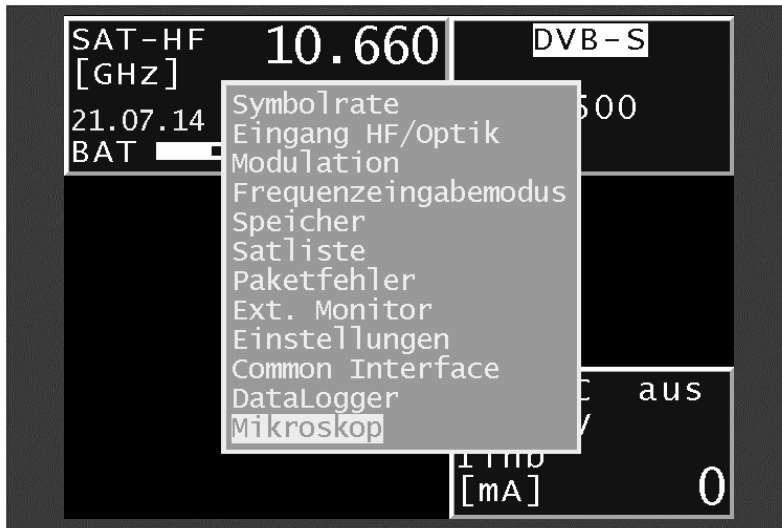 SAT-HF 10.660
[GHz]
21.07.14
BAT
DVB-S
500
Symbolrate
Eingang HF/Optik
Modulation
Frequenzeingabemodus
Speicher
Satliste
Paketfehler
Ext. Monitor
Einstellungen
Common Interface
DataLogger
Mikroskop
aus
[mA] 0